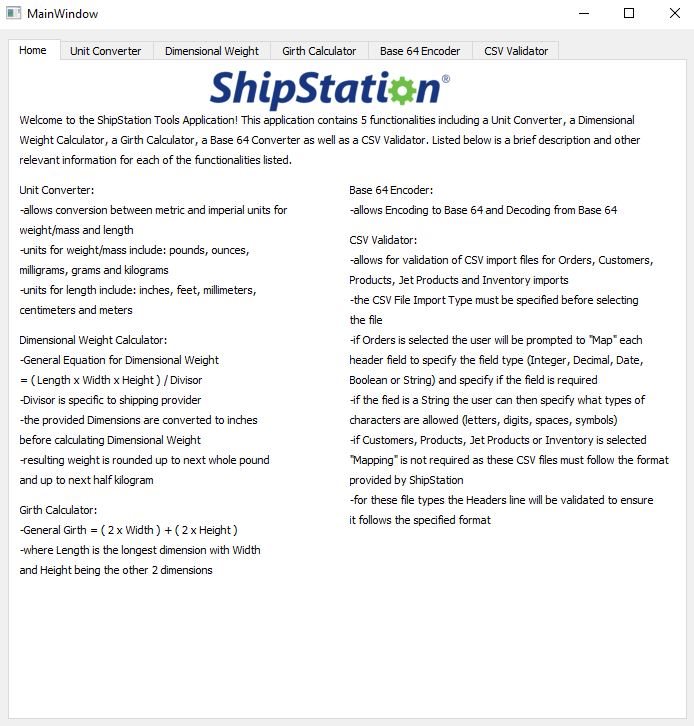 MainWindow
Home
Unit Converter
Dimensional Weight
Girth Calculator
Base 64 Encoder
CSV Validator
ShipStation®
Welcome to the ShipStation Tools Application! This application contains 5 functionalities including a Unit Converter, a Dimensional
Weight Calculator, a Girth Calculator, a Base 64 Converter as well as a CSV Validator. Listed below is a brief description and other
relevant information for each of the functionalities listed.
Unit Converter:
-allows conversion between metric and imperial units for
weight/mass and length
-units for weight/mass include: pounds, ounces,
milligrams, grams and kilograms
-units for length include: inches, feet, millimeters,
centimeters and meters
Dimensional Weight Calculator:
-General Equation for Dimensional Weight
= ( Length x Width x Height ) / Divisor
-Divisor is specific to shipping provider
-the provided Dimensions are converted to inches
before calculating Dimensional Weight
-resulting weight is rounded up to next whole pound
and up to next half kilogram
Girth Calculator:
-General Girth = ( 2 x Width ) + ( 2 x Height )
-where Length is the longest dimension with Width
and Height being the other 2 dimensions
Base 64 Encoder:
-allows Encoding to Base 64 and Decoding from Base 64
CSV Validator:
-allows for validation of CSV import files for Orders, Customers,
Products, Jet Products and Inventory imports
-the CSV File Import Type must be specified before selecting
the file
-if Orders is selected the user will be prompted to "Map" each
header field to specify the field type (Integer, Decimal, Date,
Boolean or String) and specify if the field is required
-if the fied is a String the user can then specify what types of
characters are allowed (letters, digits, spaces, symbols)
-if Customers, Products, Jet Products or Inventory is selected
"Mapping" is not required as these CSV files must follow the format
provided by ShipStation
-for these file types the Headers line will be validated to ensure
it follows the specified format